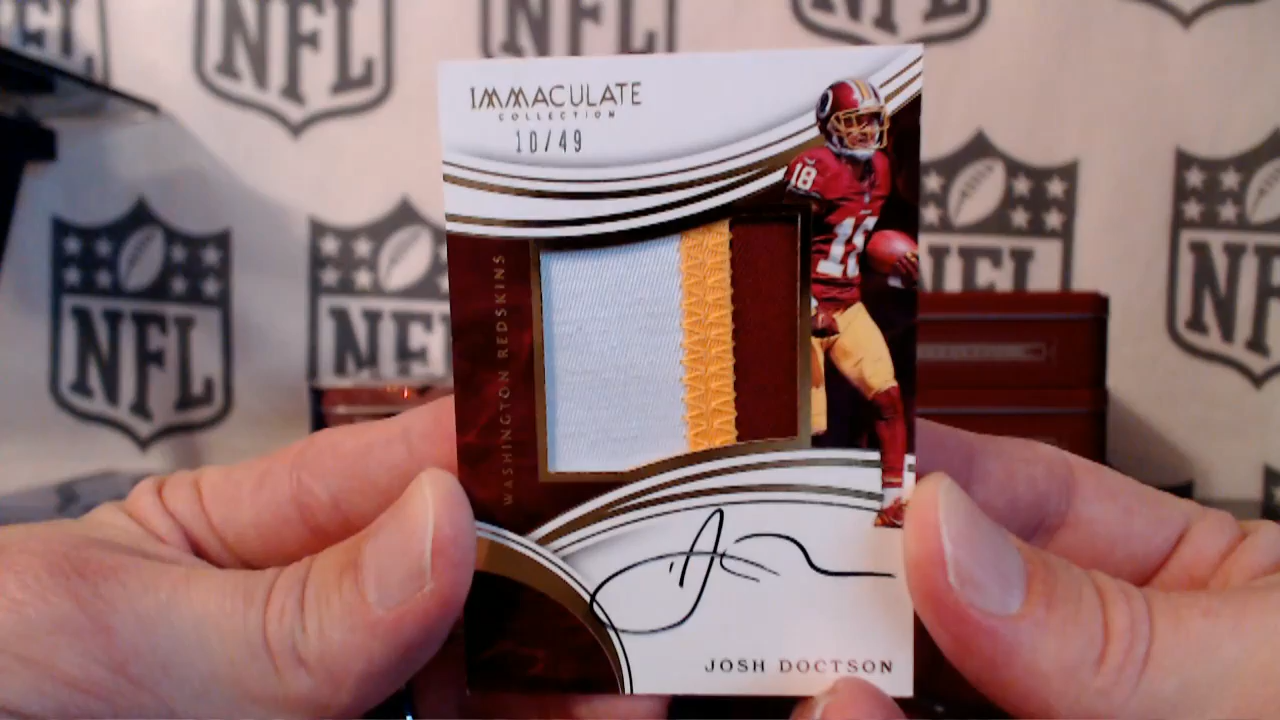 IMMACULATE
COLLECTION
10/49
WASHINGTON REDSKINS
18
18
JOSH DOCTSON
NFL
NFL
NFL
NFL
NFL
NFL
NFL
NFL